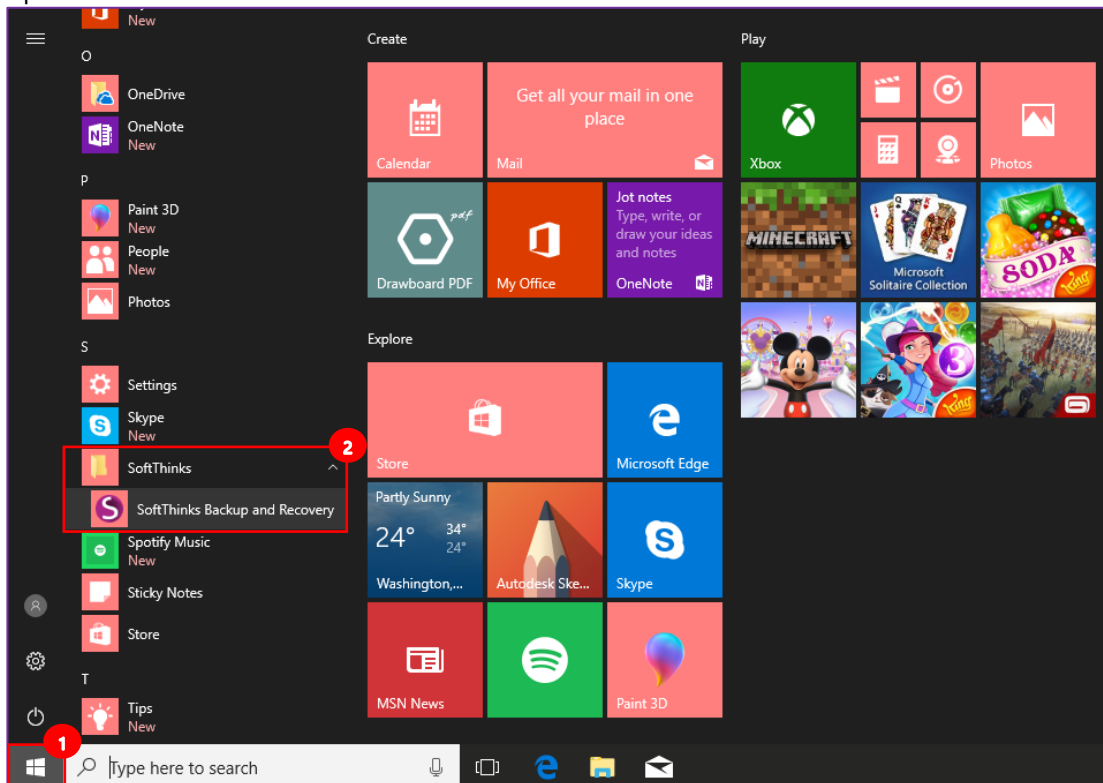 New
O
OneDrive
OneNote
New
P
Paint 3D
New
People
New
Photos
S
Settings
Skype
New
SoftThinks
2
SoftThinks Backup and Recovery
Spotify Music
New
Sticky Notes
Store
T
Tips
New
1
Type here to search
Create
Calendar
Get all your mail in one
place
Mail
Drawboard PDF
pdf
My Office
Jot notes
Type, write, or
draw your ideas
and notes
OneNote
Explore
Store
Microsoft Edge
Partly Sunny
24° 34°
24°
Washington,...
Autodesk Ske...
Skype
MSN News
Paint 3D
Play
Xbox
Photos
MINECRAFT
Microsoft
Solitaire Collection
SODA
King
3
King